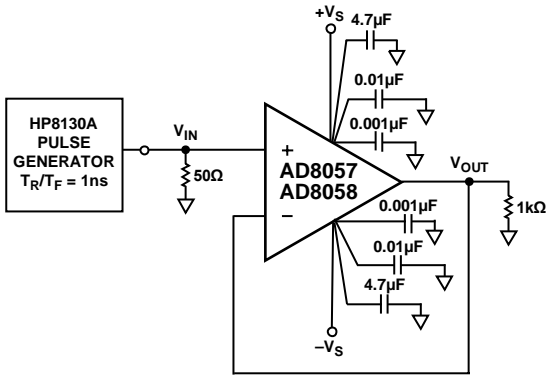 +VS
4.7µF
0.01µF
0.001µF
HP8130A
PULSE
GENERATOR
TR/TF = 1ns
VIN
50Ω
+
−
AD8057
AD8058
VOUT
1kΩ
0.001µF
0.01µF
4.7µF
−VS